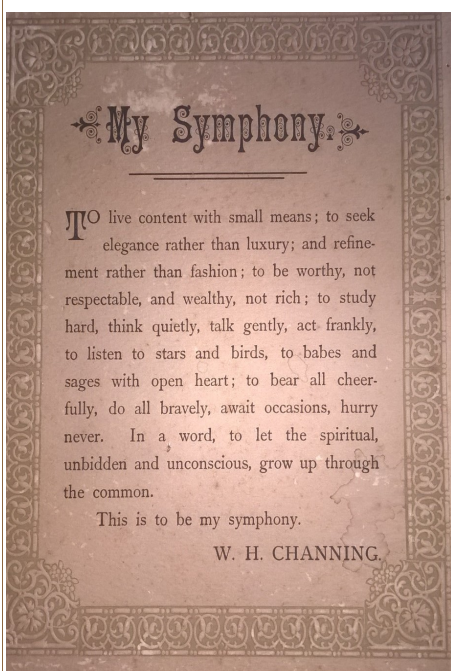 My Symphony.
TO live content with small means; to seek
elegance rather than luxury; and refine-
ment rather than fashion; to be worthy, not
respectable, and wealthy, not rich; to study
hard, think quietly, talk gently, act frankly,
to listen to stars and birds, to babes and
sages with open heart; to bear all cheer-
fully, do all bravely, await occasions, hurry
never. In a word, to let the spiritual,
unbidden and unconscious, grow up through
the common.
This is to be my symphony.
W. H. CHANNING.